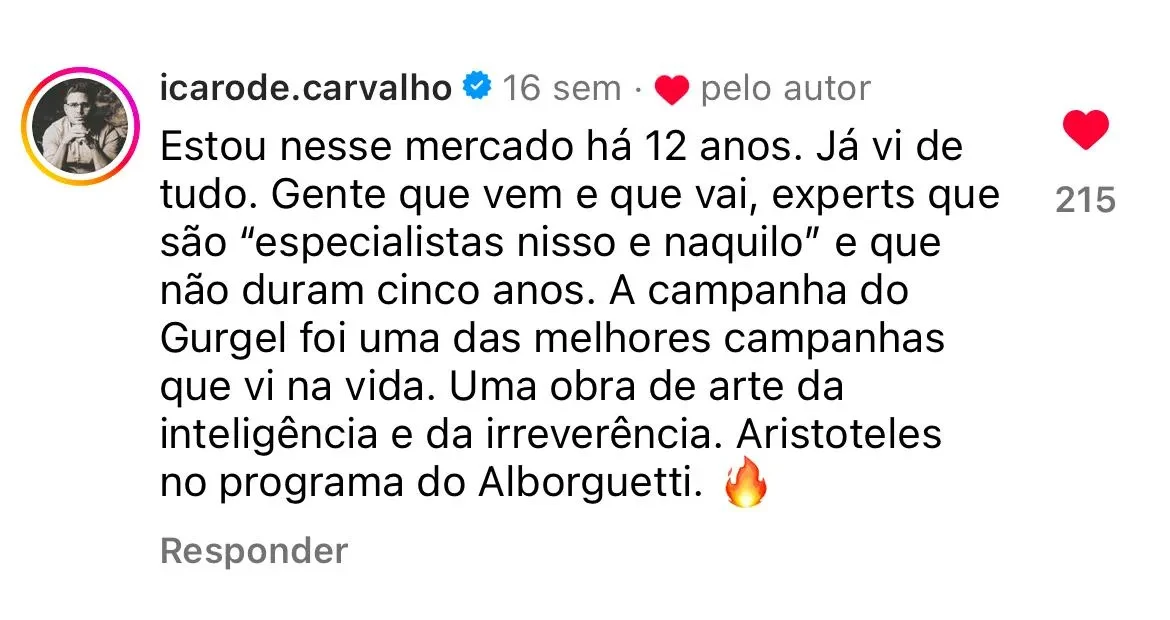 icarode.carvalho 16 sem · ❤️ pelo autor
Estou nesse mercado há 12 anos. Já vi de
tudo. Gente que vem e que vai, experts que
são “especialistas nisso e naquilo” e que
não duram cinco anos. A campanha do
Gurgel foi uma das melhores campanhas
que vi na vida. Uma obra de arte da
inteligência e da irreverência. Aristoteles
no programa do Alborguetti. 🔥
215
Responder